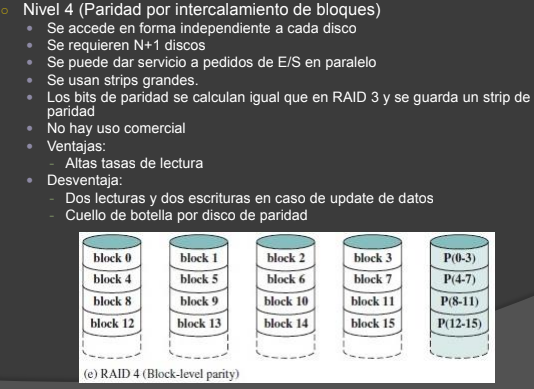 Nivel 4 (Paridad por intercalamiento de bloques)
Se accede en forma independiente a cada disco
Se requieren N+1 discos
Se puede dar servicio a pedidos de E/S en paralelo
Se usan strips grandes.
Los bits de paridad se calculan igual que en RAID 3 y se guarda un strip de
paridad
No hay uso comercial
Ventajas:
- Altas tasas de lectura
Desventaja:
- Dos lecturas y dos escrituras en caso de update de datos
- Cuello de botella por disco de paridad
block 0 block 1 block 2 block 3 P(0-3)
block 4 block 5 block 6 block 7 P(4-7)
block 8 block 9 block 10 block 11 P(8-11)
block 12 block 13 block 14 block 15 P(12-15)
(e) RAID 4 (Block-level parity)